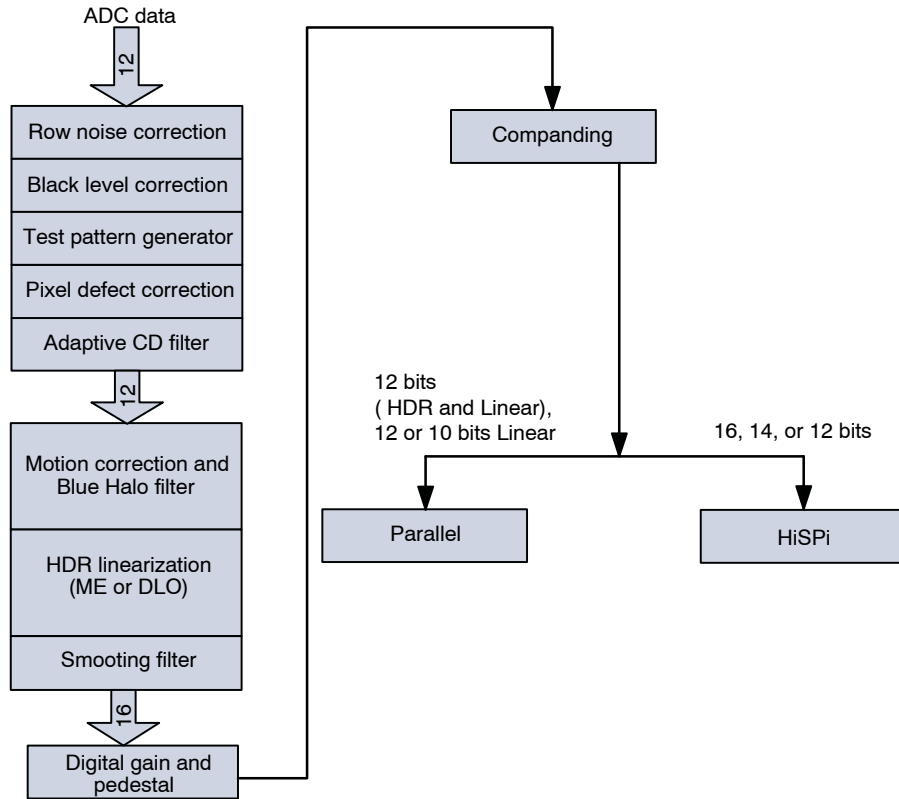 ADC data
12
Row noise correction
Black level correction
Test pattern generator
Pixel defect correction
Adaptive CD filter
12
Motion correction and
Blue Halo filter
HDR linearization
(ME or DLO)
Smooting filter
16
Digital gain and
pedestal
Companding
12 bits
( HDR and Linear),
12 or 10 bits Linear
16, 14, or 12 bits
Parallel
HiSPi